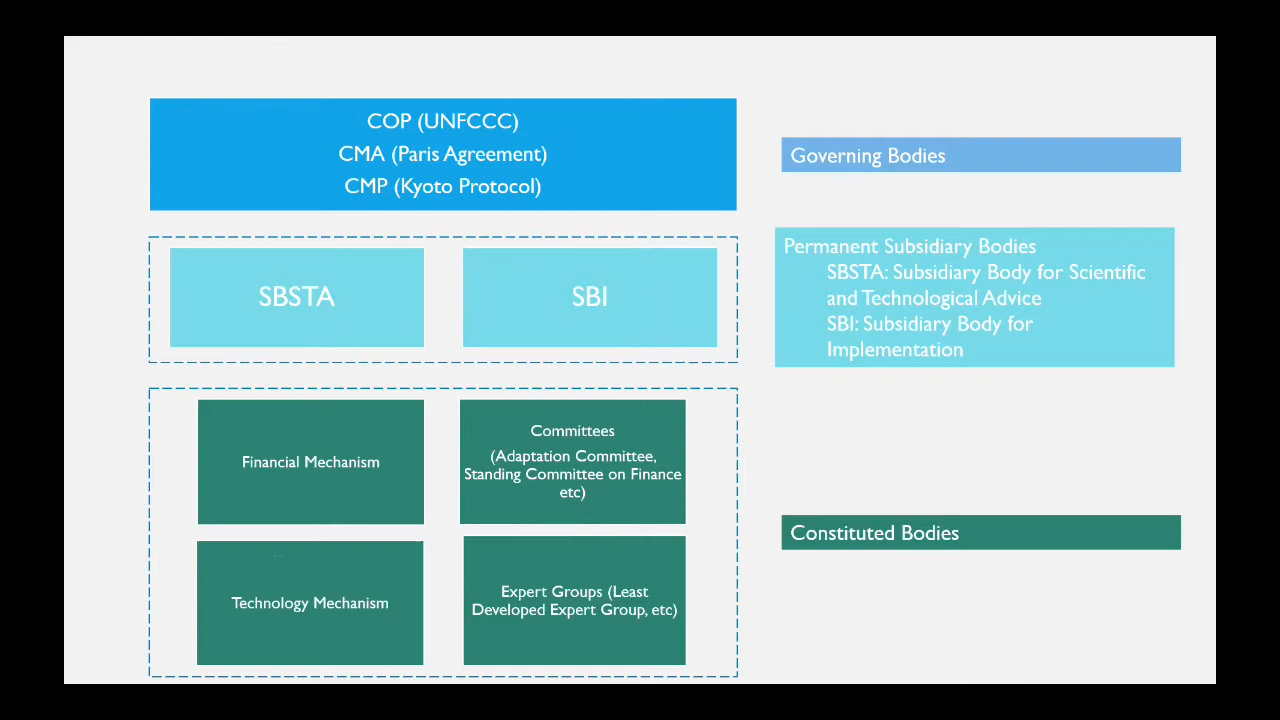 COP (UNFCCC)
CMA (Paris Agreement)
CMP (Kyoto Protocol)
Governing Bodies
SBSTA
SBI
Permanent Subsidiary Bodies
SBSTA: Subsidiary Body for Scientific
and Technological Advice
SBI: Subsidiary Body for
Implementation
Financial Mechanism
Committees
(Adaptation Committee,
Standing Committee on Finance
etc)
Technology Mechanism
Expert Groups (Least
Developed Expert Group, etc)
Constituted Bodies